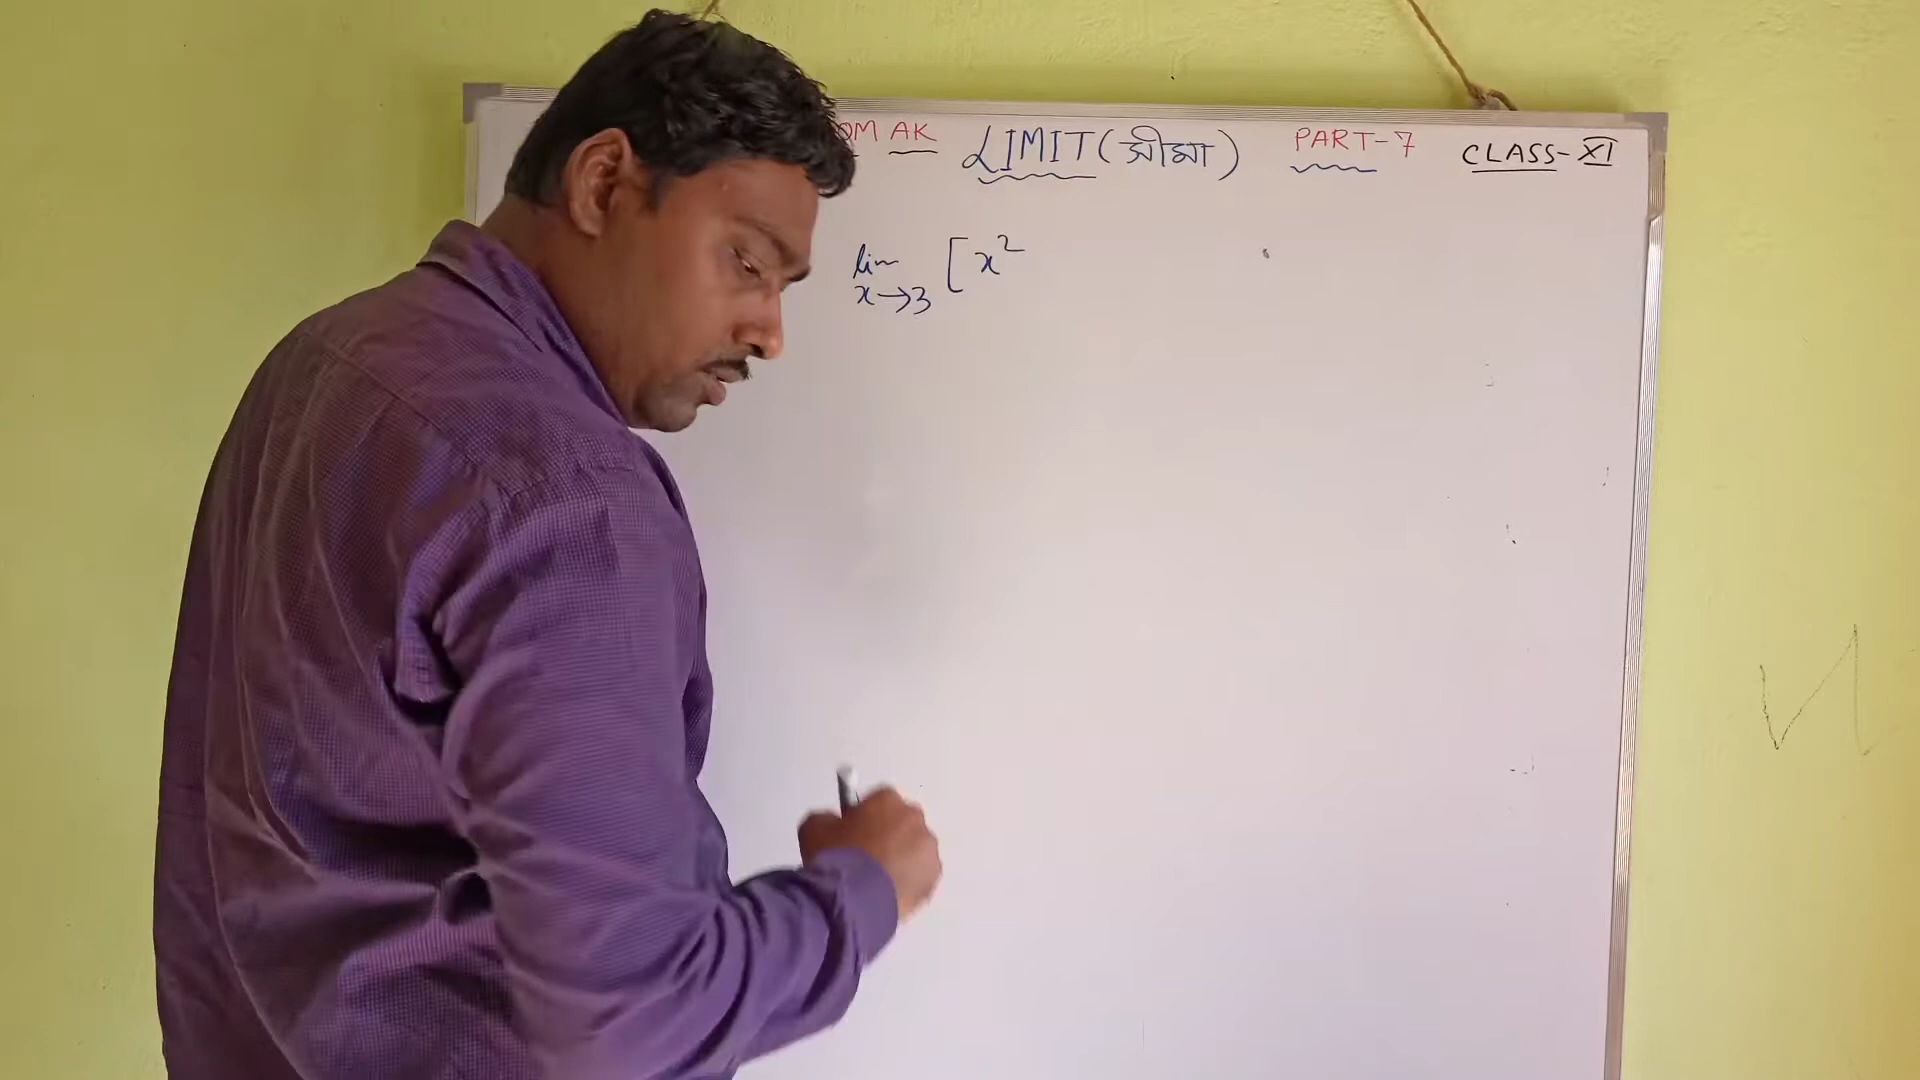 OM AK LIMIT (সীমা) PART-7 CLASS-XI
lim x→3 [x²